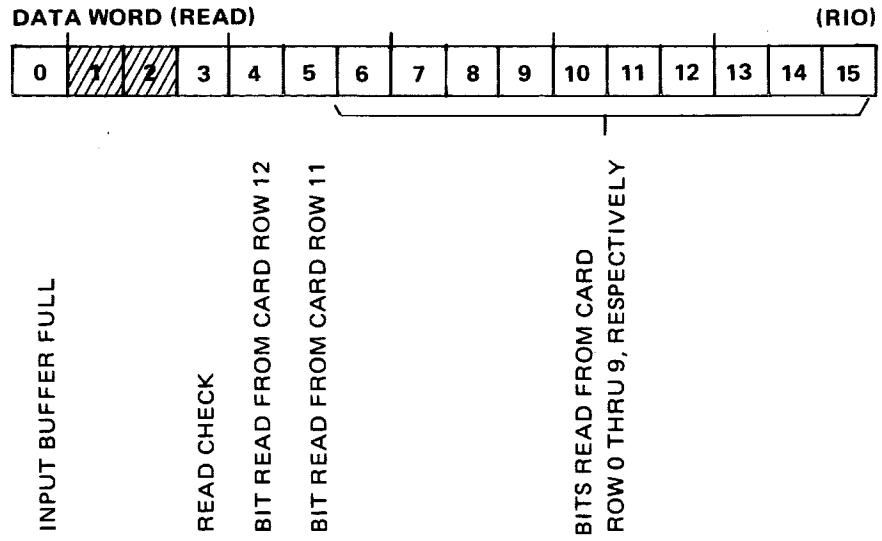 DATA WORD (READ) (RIO)
0 1 2 3 4 5 6 7 8 9 10 11 12 13 14 15
INPUT BUFFER FULL
READ CHECK
BIT READ FROM CARD ROW 12
BIT READ FROM CARD ROW 11
BITS READ FROM CARD
ROW 0 THRU 9, RESPECTIVELY